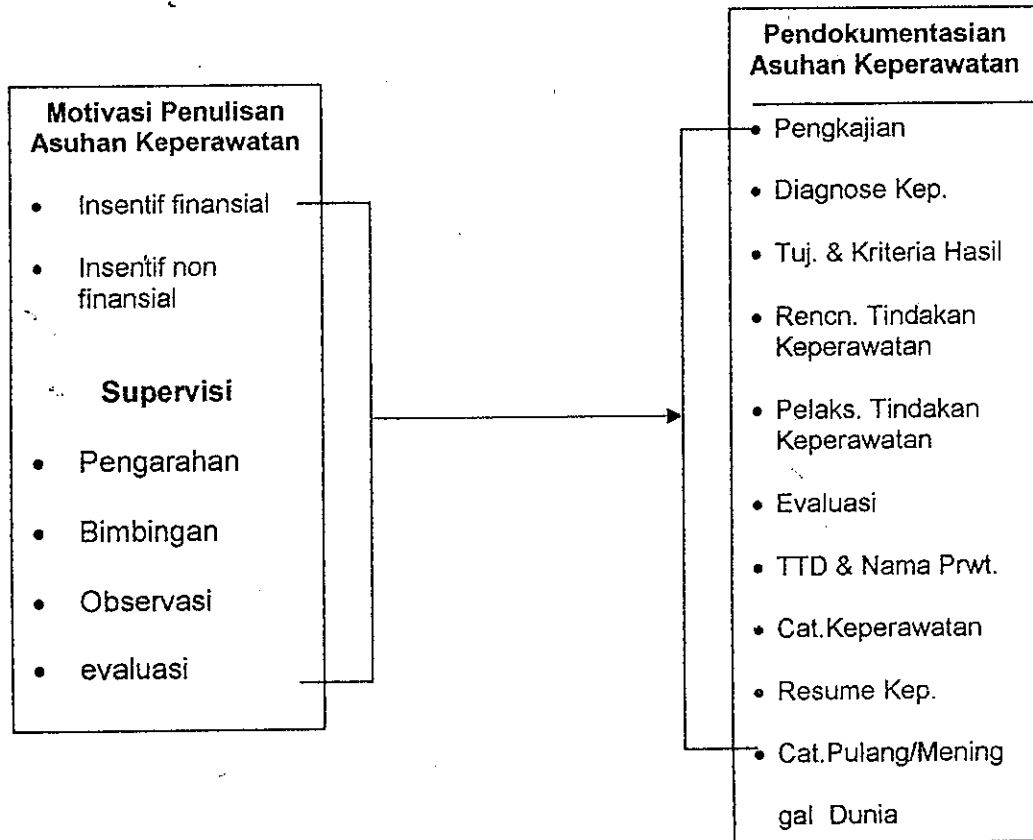 Motivasi Penulisan
Asuhan Keperawatan
• Insentif finansial
• Insentif non
finansial
Supervisi
• Pengarahan
• Bimbingan
• Observasi
• evaluasi
Pendokumentasian
Asuhan Keperawatan
• Pengkajian
• Diagnose Kep.
• Tuj. & Kriteria Hasil
• Rencn. Tindakan
Keperawatan
• Pelaks. Tindakan
Keperawatan
• Evaluasi
• TTD & Nama Prwt.
• Cat.Keperawatan
• Resume Kep.
• Cat.Pulang/Mening
gal Dunia